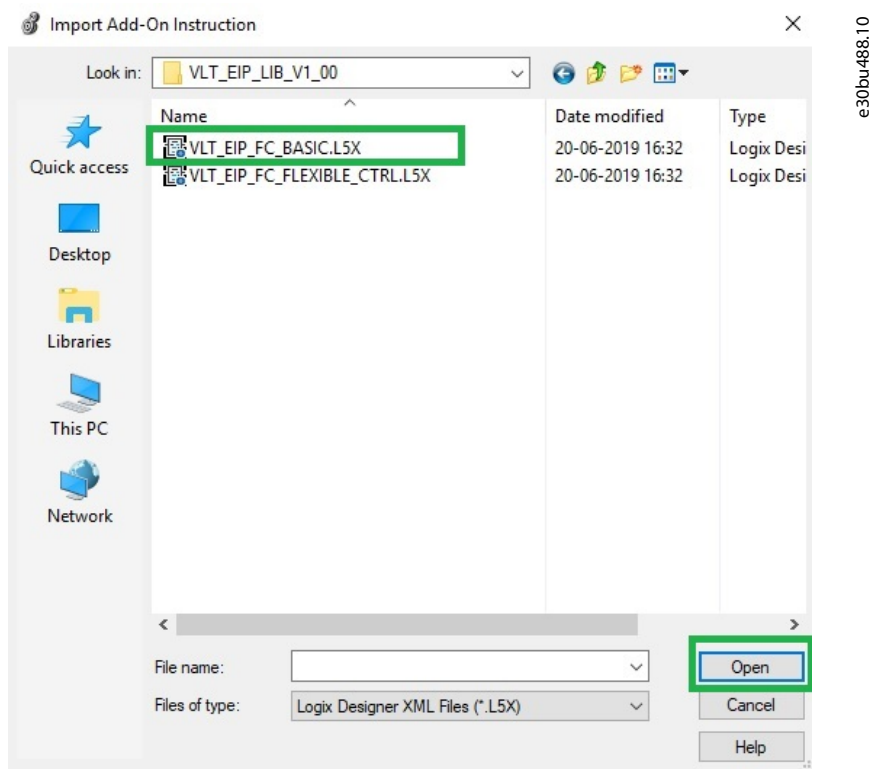 Import Add-On Instruction
e30bu488.10
Look in: VLT_EIP_LIB_V1_00
Name Date modified Type
VLT_EIP_FC_BASIC.L5X 20-06-2019 16:32 Logix Desi
VLT_EIP_FC_FLEXIBLE_CTRL.L5X 20-06-2019 16:32 Logix Desi
Quick access
Desktop
Libraries
This PC
Network
File name: Open
Files of type: Logix Designer XML Files (*.L5X) Cancel
Help